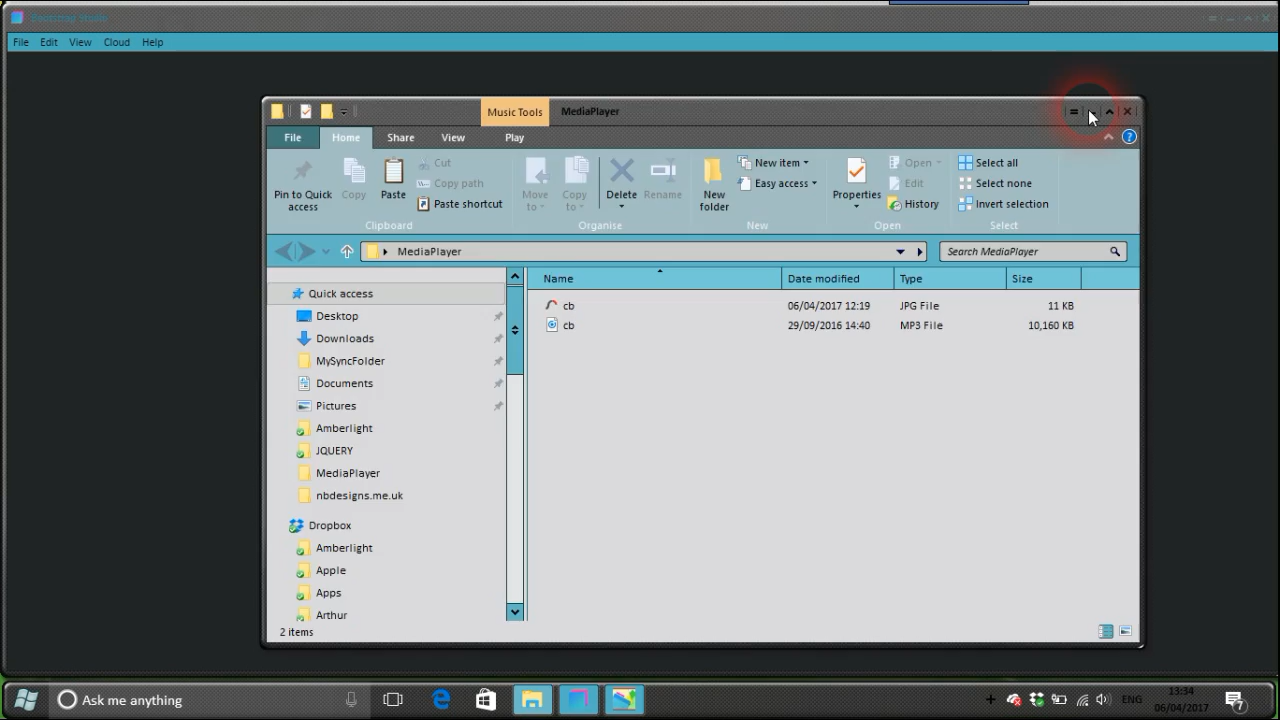 Bootstrap Studio
File Edit View Cloud Help
Music Tools MediaPlayer
File Home Share View Play
Pin to Quick access
Copy
Paste
Cut
Copy path
Paste shortcut
Clipboard
Move to
Copy to
Delete
Rename
Organise
New folder
New item
Easy access
New
Properties
Open
Edit
History
Open
Select all
Select none
Invert selection
Select
MediaPlayer
Search MediaPlayer
Name Date modified Type Size
cb 06/04/2017 12:19 JPG File 11 KB
cb 29/09/2016 14:40 MP3 File 10,160 KB
Quick access
Desktop
Downloads
MySyncFolder
Documents
Pictures
Amberlight
JQUERY
MediaPlayer
nbdesigns.me.uk
Dropbox
Amberlight
Apple
Apps
Arthur
2 items
Ask me anything
ENG
13:34
06/04/2017
7